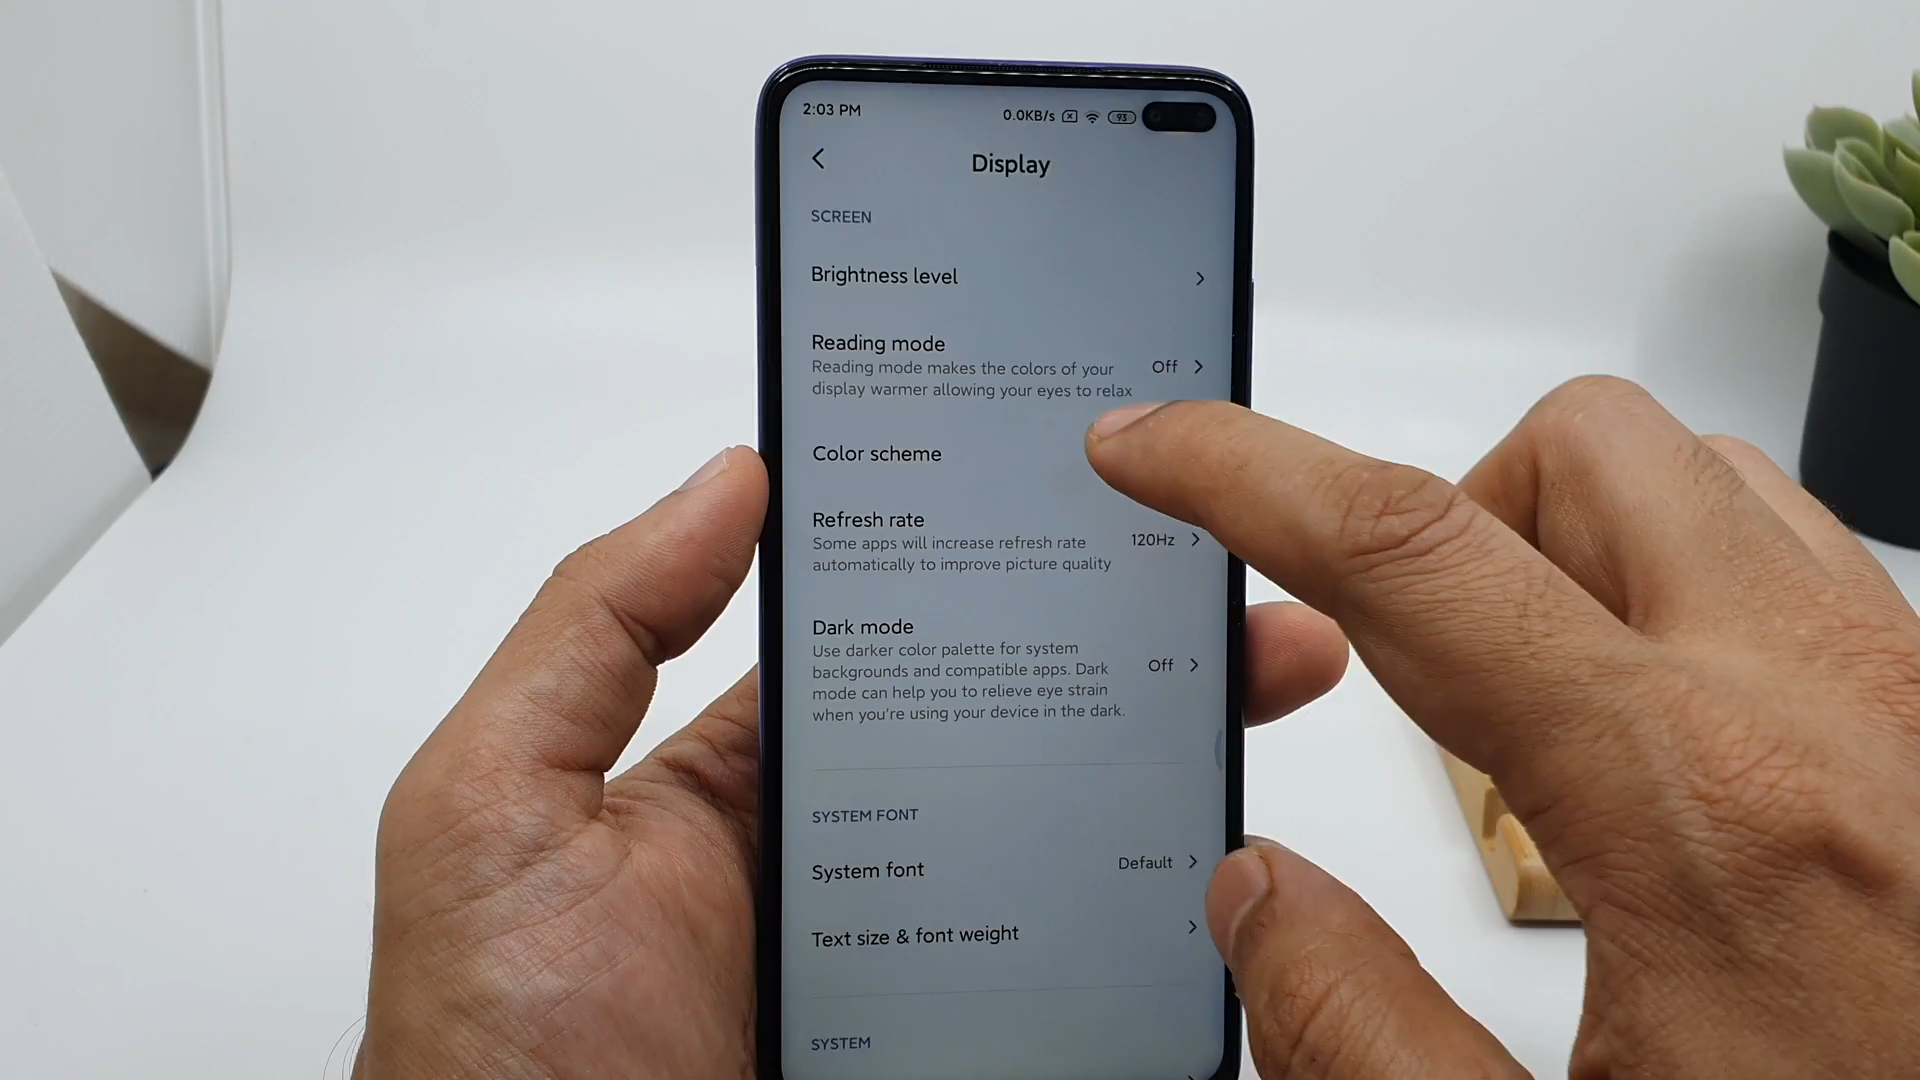 2:03 PM
0.0KB/s 93
Display
SCREEN
Brightness level
Reading mode
Reading mode makes the colors of your
display warmer allowing your eyes to relax
Off
Color scheme
Refresh rate
Some apps will increase refresh rate
automatically to improve picture quality
120Hz
Dark mode
Use darker color palette for system
backgrounds and compatible apps. Dark
mode can help you to relieve eye strain
when you're using your device in the dark.
Off
SYSTEM FONT
System font
Default
Text size & font weight
SYSTEM